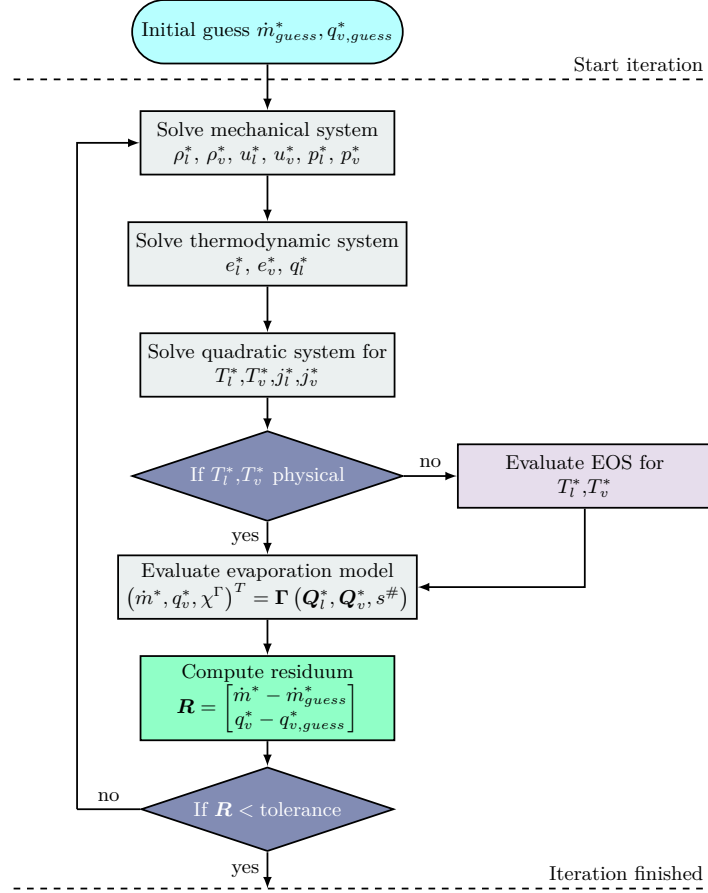 Initial guess ṁ*_guess, q*_v,guess
Start iteration
Solve mechanical system
ρ*_l, ρ*_v, u*_l, u*_v, p*_l, p*_v
Solve thermodynamic system
e*_l, e*_v, q*_l
Solve quadratic system for
T*_l,T*_v,j*_l,j*_v
If T*_l,T*_v physical
no
Evaluate EOS for
T*_l,T*_v
yes
Evaluate evaporation model
(ṁ*, q*_v, χ^Γ)^T = Γ (Q*_l, Q*_v, s^#)
Compute residuum
R = [ṁ* − ṁ*_guess
q*_v − q*_v,guess]
no
If R < tolerance
yes
Iteration finished